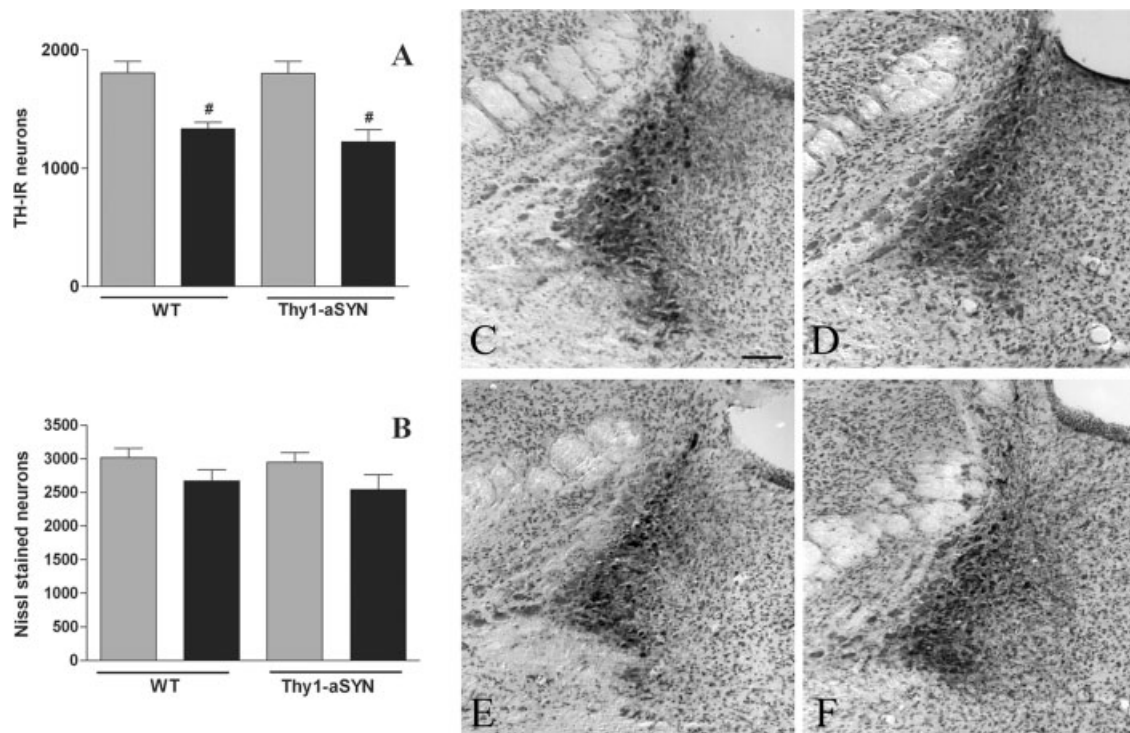 A
TH-IR neurons
2000
1000
0
#
#
WT
Thy1-aSYN
B
Nissl stained neurons
3500
3000
2500
2000
1500
1000
500
0
WT
Thy1-aSYN
C
D
E
F